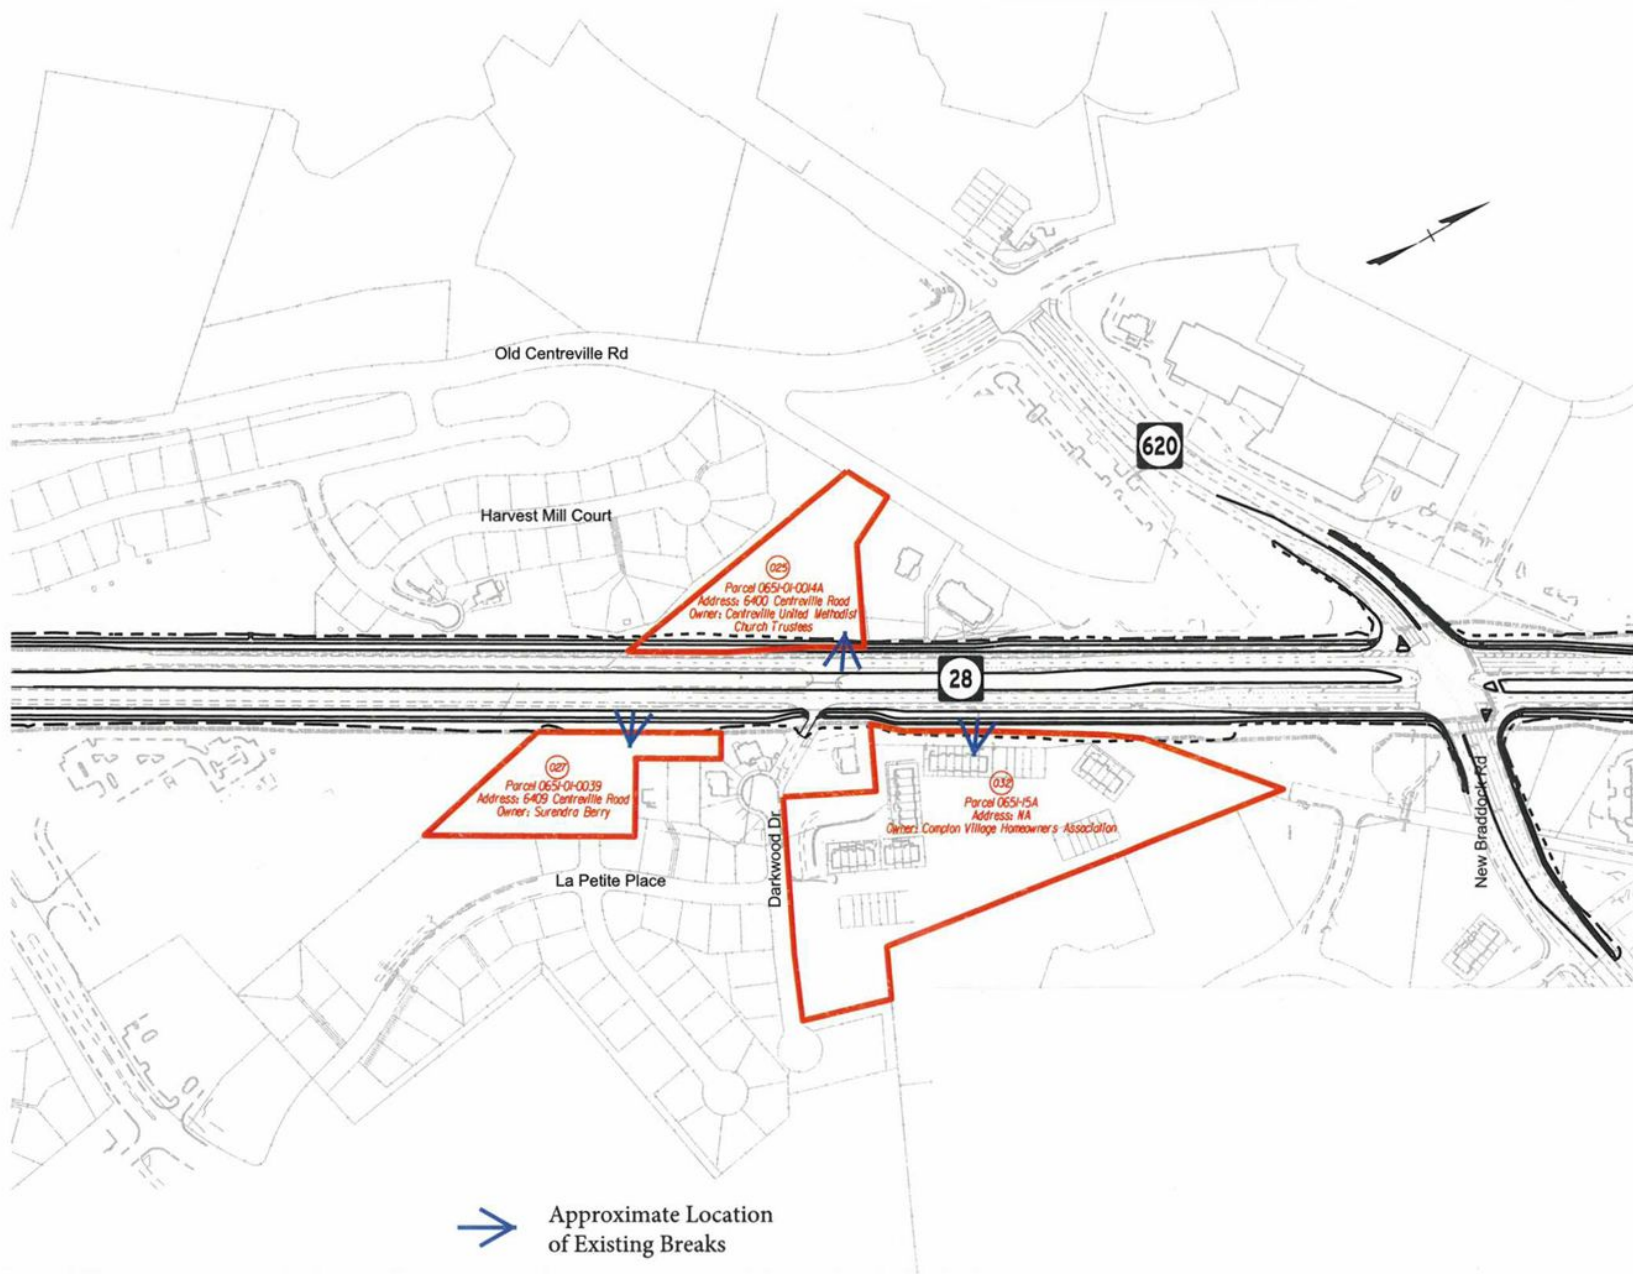 Old Centreville Rd
620
Harvest Mill Court
025
Parcel 0651-01-0014A
Address: 6400 Centreville Road
Owner: Centreville United Methodist
Church Trustees
28
027
Parcel 0651-01-0039
Address: 6409 Centreville Road
Owner: Surendra Berry
032
Parcel 0651-15A
Address: NA
Owner: Compton Village Homeowners Association
Darkwood Dr
New Braddock Rd
La Petite Place
Approximate Location
of Existing Breaks